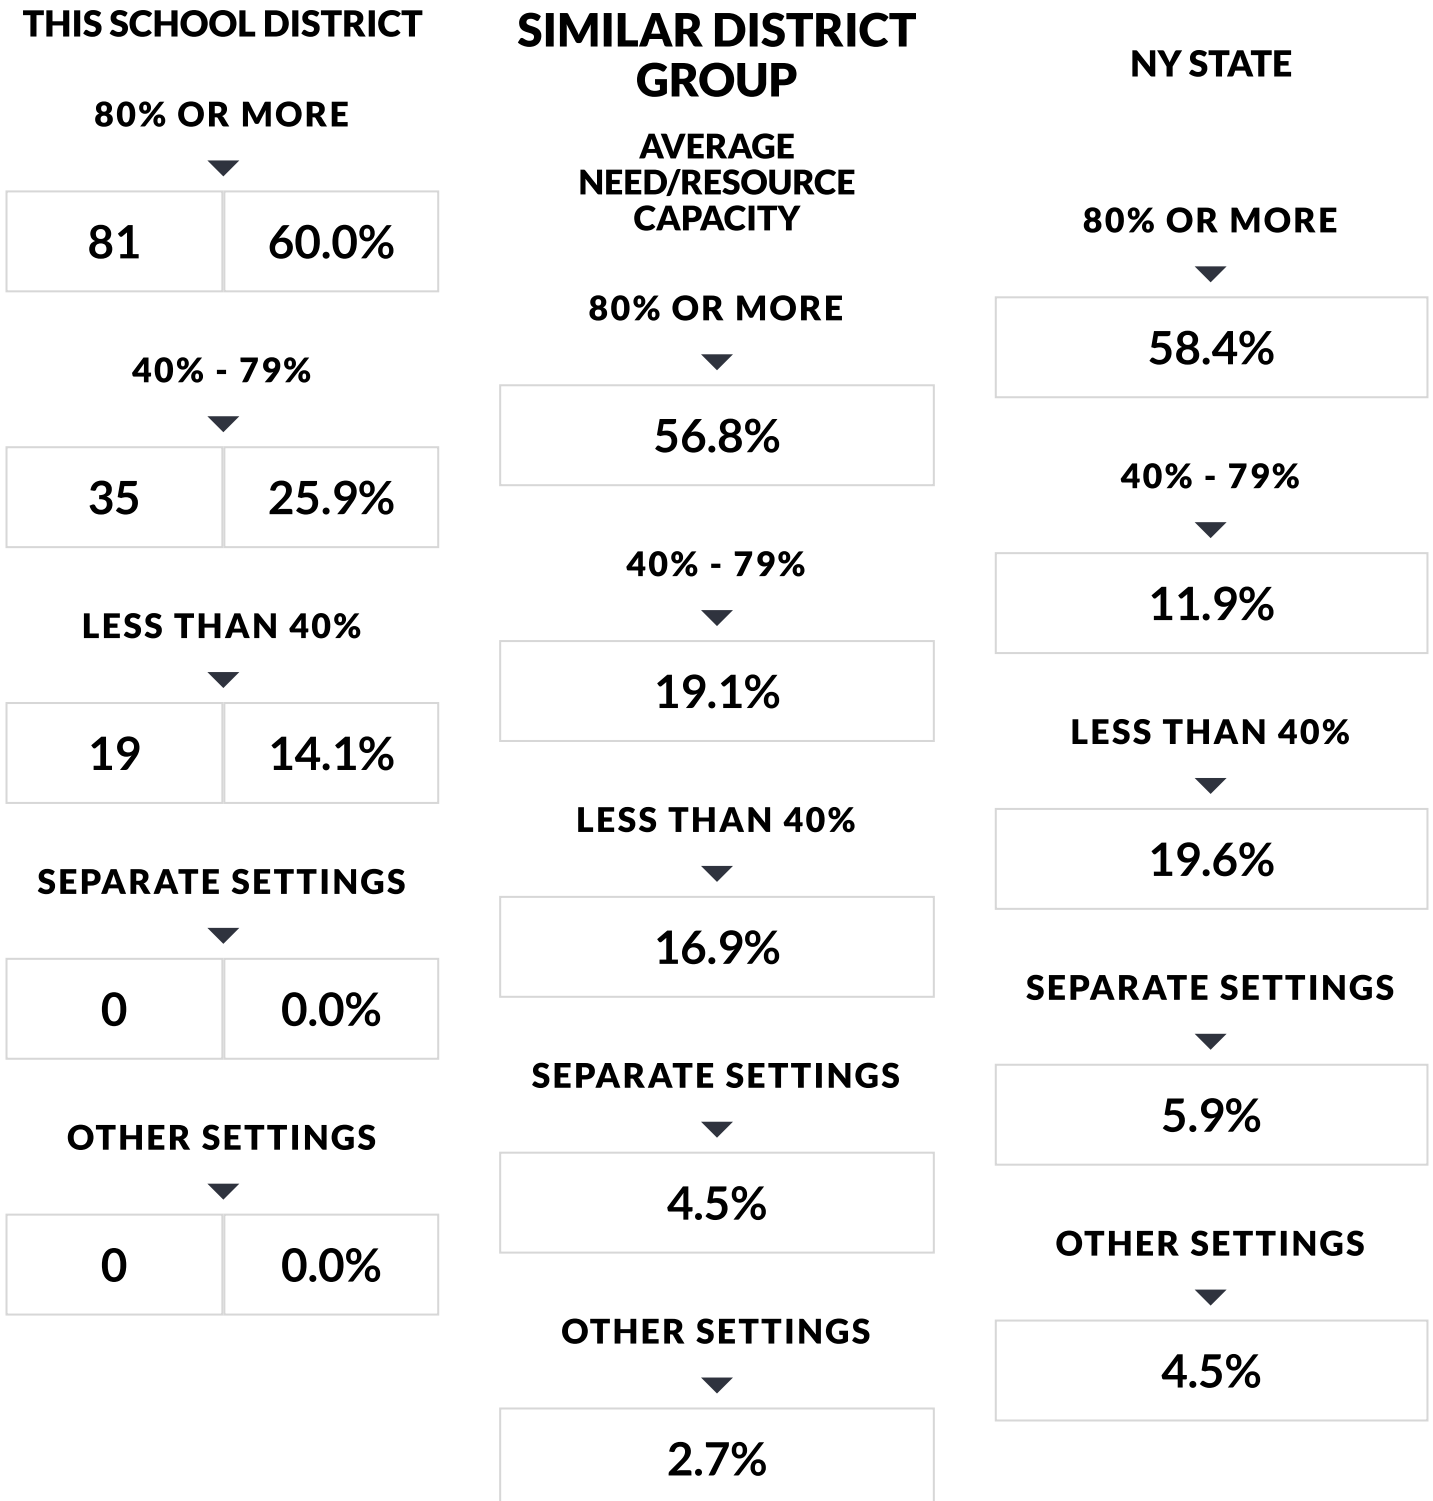 THIS SCHOOL DISTRICT
80% OR MORE
81 60.0%
40% - 79%
35 25.9%
LESS THAN 40%
19 14.1%
SEPARATE SETTINGS
0 0.0%
OTHER SETTINGS
0 0.0%
SIMILAR DISTRICT
GROUP
AVERAGE
NEED/RESOURCE
CAPACITY
80% OR MORE
56.8%
40% - 79%
19.1%
LESS THAN 40%
16.9%
SEPARATE SETTINGS
4.5%
OTHER SETTINGS
2.7%
NY STATE
80% OR MORE
58.4%
40% - 79%
11.9%
LESS THAN 40%
19.6%
SEPARATE SETTINGS
5.9%
OTHER SETTINGS
4.5%